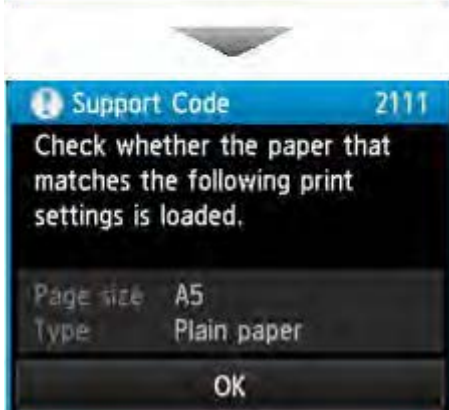 Support Code 2111
Check whether the paper that
matches the following print
settings is loaded.
Page size A5
Type Plain paper
OK